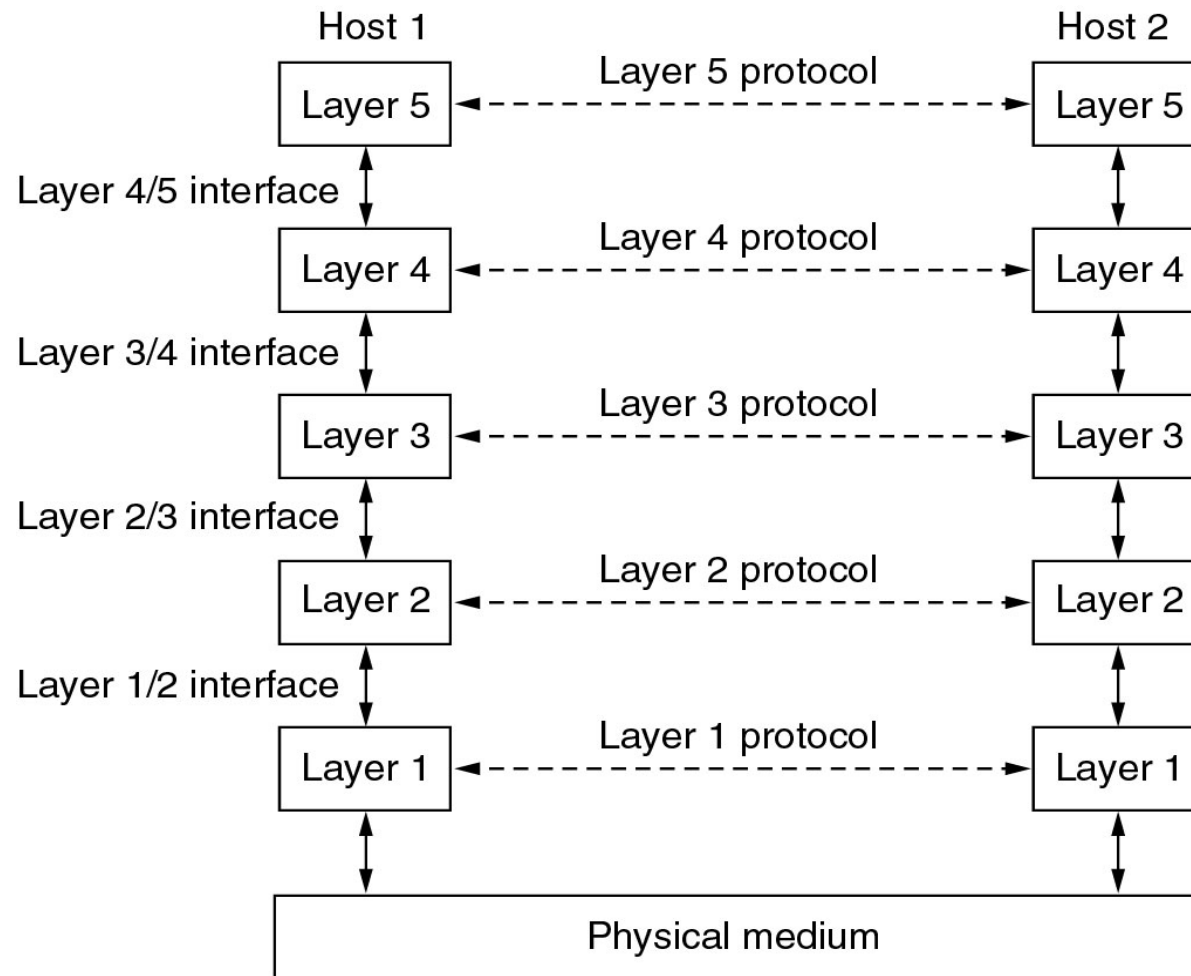 Host 1
Host 2
Layer 5 protocol
Layer 5
Layer 5
Layer 4/5 interface
Layer 4 protocol
Layer 4
Layer 4
Layer 3/4 interface
Layer 3 protocol
Layer 3
Layer 3
Layer 2/3 interface
Layer 2 protocol
Layer 2
Layer 2
Layer 1/2 interface
Layer 1 protocol
Layer 1
Layer 1
Physical medium